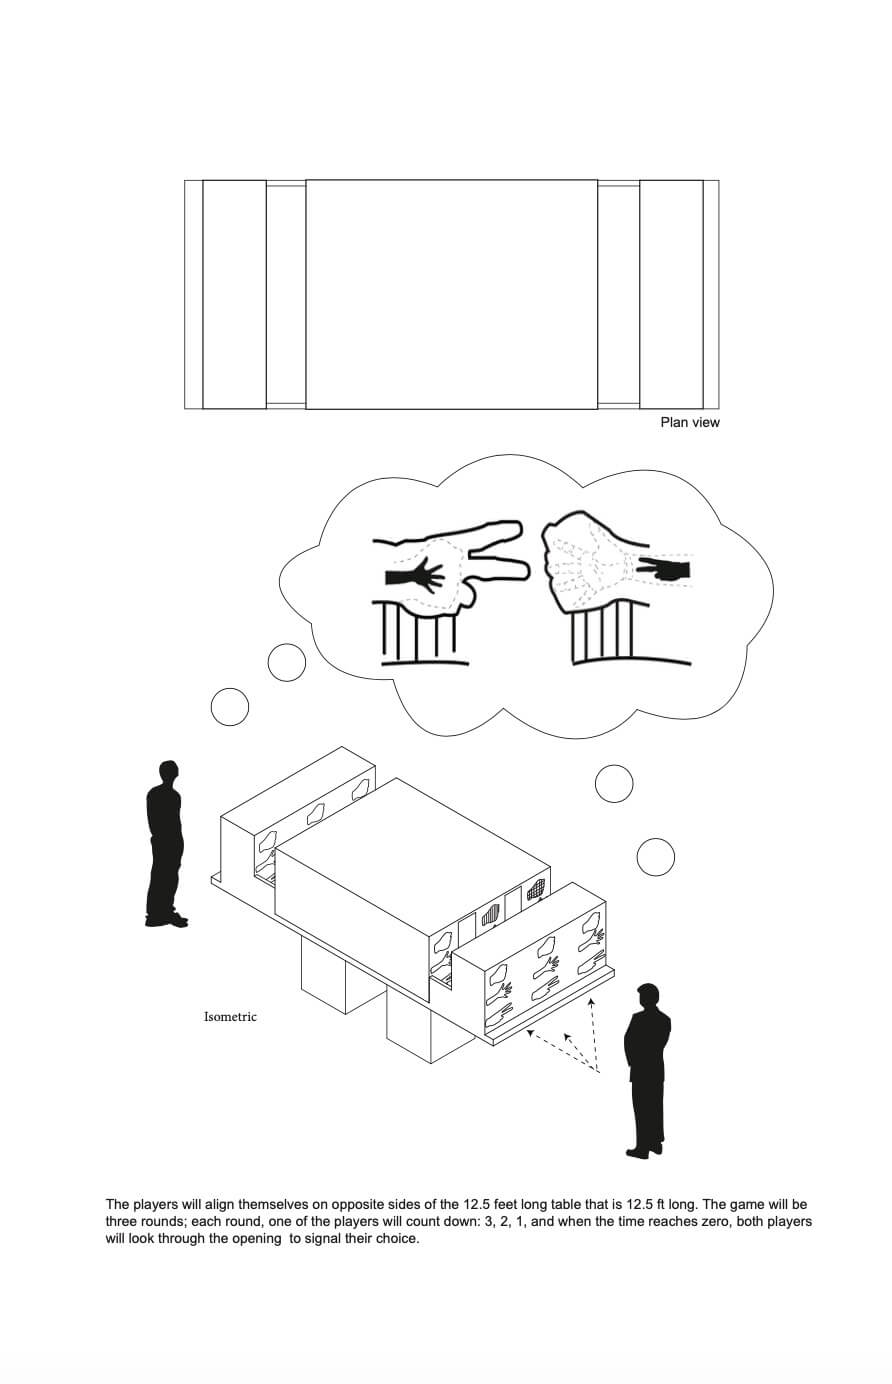 Plan view
Isometric
The players will align themselves on opposite sides of the 12.5 feet long table that is 12.5 ft long. The game will be
three rounds; each round, one of the players will count down: 3, 2, 1, and when the time reaches zero, both players
will look through the opening  to signal their choice.